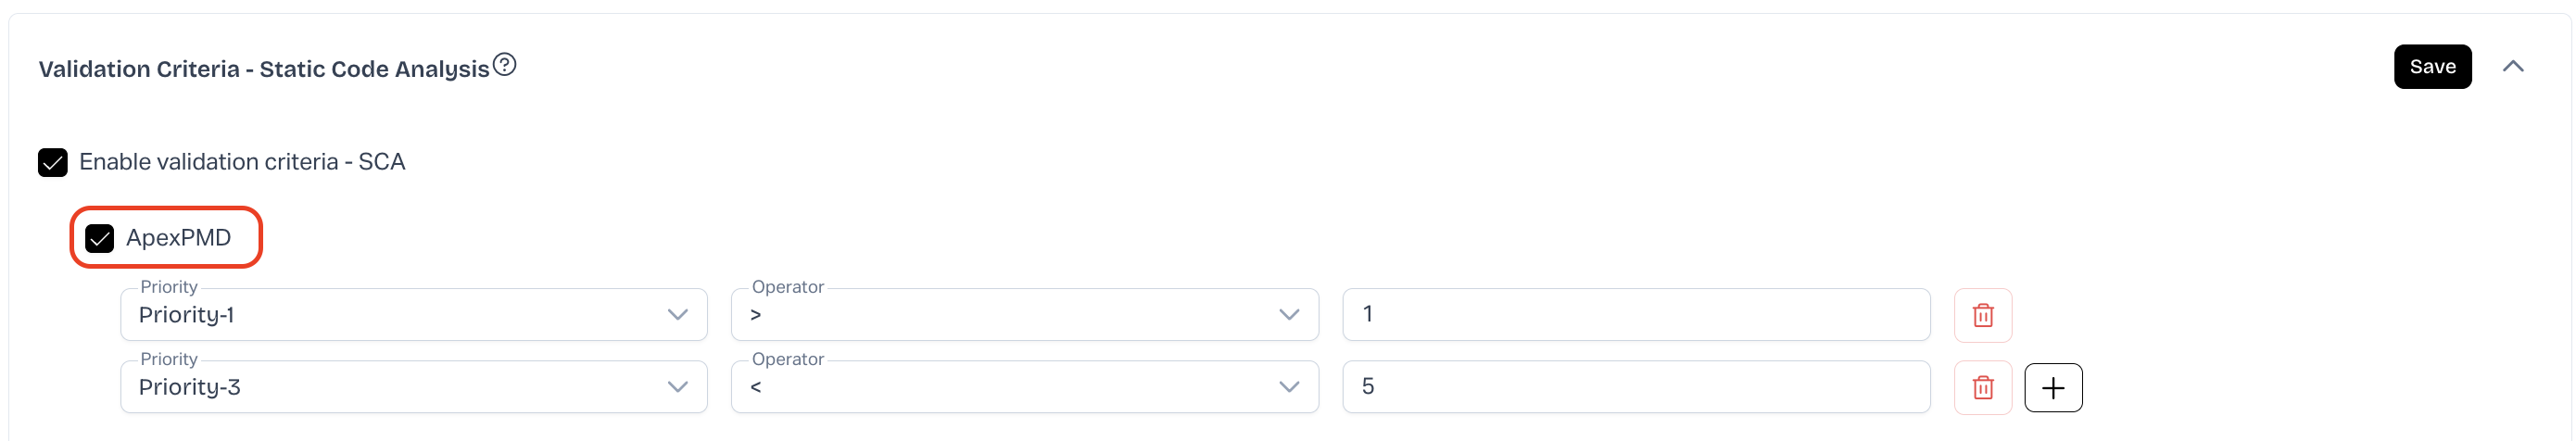 Validation Criteria - Static Code Analysis
Save
Enable validation criteria - SCA
ApexPMD
Priority
Priority-1
Operator
>
1
Priority
Priority-3
Operator
<
5